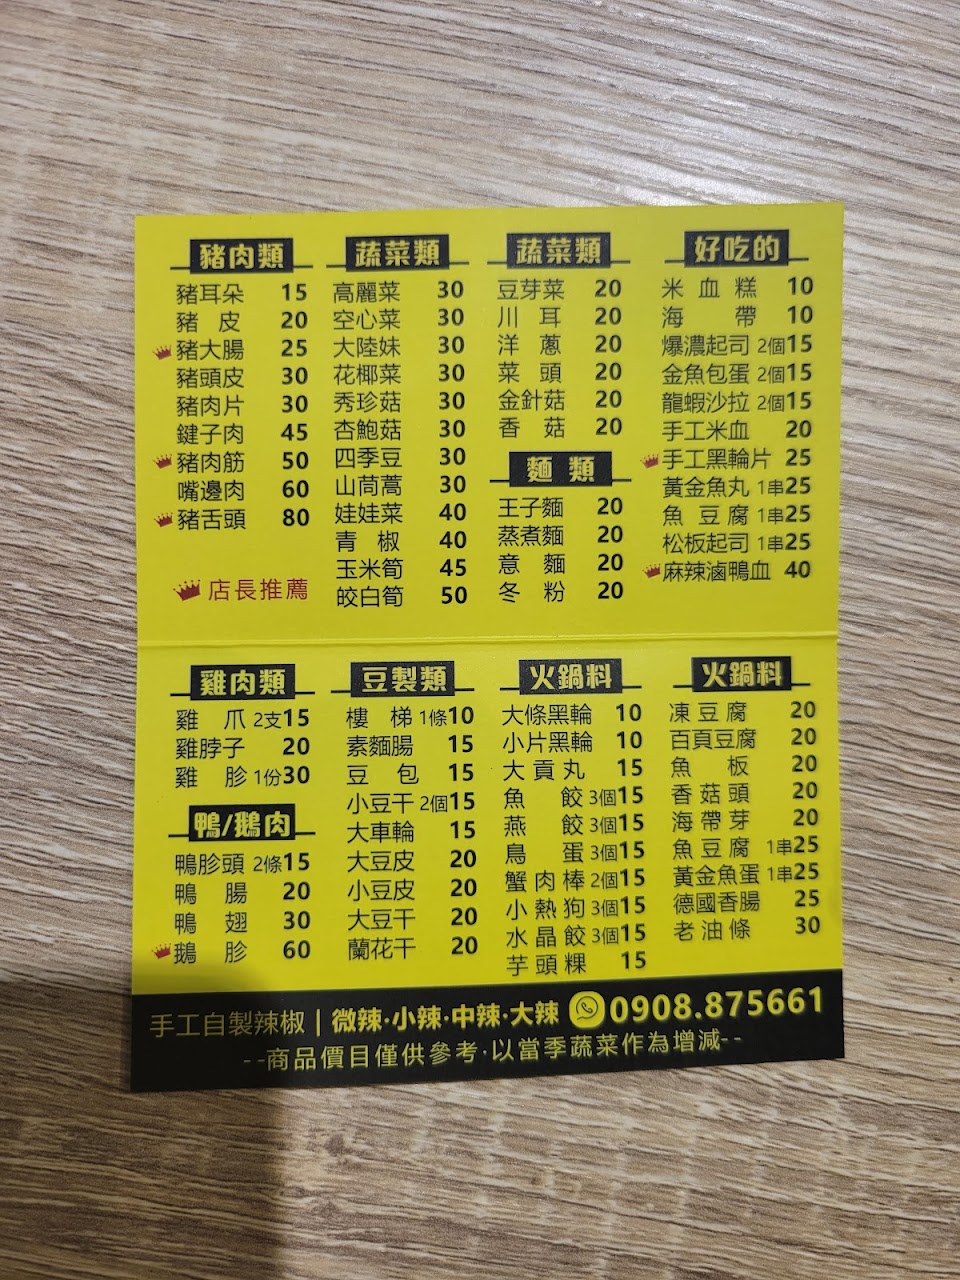 豬肉類
豬耳朵 15
豬皮 20
豬大腸 25
豬頭皮 30
豬肉片 30
鍵子肉 45
豬肉筋 50
嘴邊肉 60
豬舌頭 80
店長推薦
蔬菜類
高麗菜 30
空心菜 30
大陸妹 30
花椰菜 30
秀珍菇 30
杏鮑菇 30
四季豆 30
山茼蒿 30
娃娃菜 40
青椒 40
玉米筍 45
皎白筍 50
蔬菜類
豆芽菜 20
川耳 20
洋蔥 20
菜頭 20
金針菇 20
香菇 20
麵類
王子麵 20
蒸煮麵 20
意麵 20
冬粉 20
好吃的
米血糕 10
海帶 10
爆濃起司 2個15
金魚包蛋 2個15
龍蝦沙拉 2個15
手工米血 20
手工黑輪片 25
黃金魚丸 1串25
魚豆腐 1串25
松板起司 1串25
麻辣滷鴨血 40
雞肉類
雞爪 2支15
雞脖子 20
雞胗 1份30
鴨/鵝肉
鴨胗頭 2條15
鴨腸 20
鴨翅 30
鵝胗 60
豆製類
樓梯 1條10
素麵腸 15
豆包 15
小豆干 2個15
大車輪 15
大豆皮 20
小豆皮 20
大豆干 20
蘭花干 20
火鍋料
大條黑輪 10
小片黑輪 10
大貢丸 15
魚餃 3個15
燕餃 3個15
鳥蛋 3個15
蟹肉棒 2個15
小熱狗 3個15
水晶餃 3個15
芋頭粿 15
火鍋料
凍豆腐 20
百頁豆腐 20
魚板 20
香菇頭 20
海帶芽 20
魚豆腐 1串25
黃金魚蛋 1串25
德國香腸 25
老油條 30
手工自製辣椒 | 微辣·小辣·中辣·大辣 0908.875661
--商品價目僅供參考·以當季蔬菜作為增減--